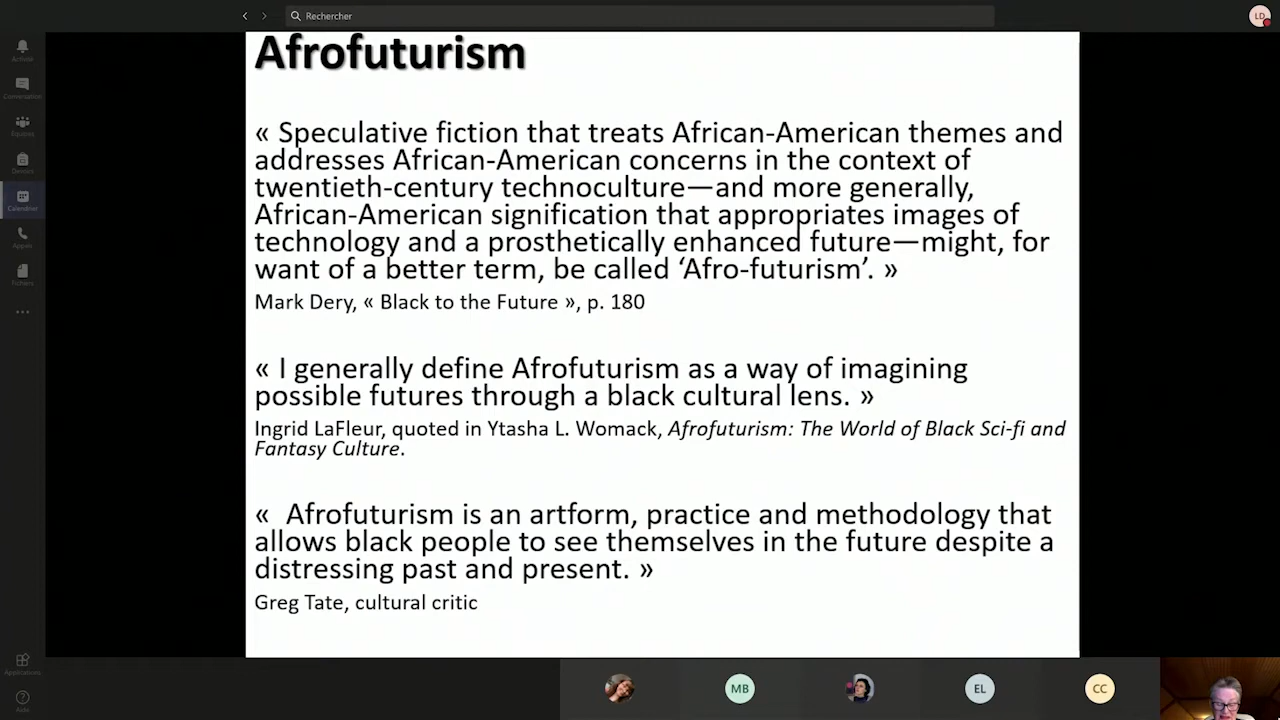 Rechercher
LD
Activité
Conversation
Équipes
Devoirs
Calendrier
Appels
Fichiers
Applications
Aide
Afrofuturism
« Speculative fiction that treats African-American themes and
addresses African-American concerns in the context of
twentieth-century technoculture—and more generally,
African-American signification that appropriates images of
technology and a prosthetically enhanced future—might, for
want of a better term, be called ‘Afro-futurism’. »
Mark Dery, « Black to the Future », p. 180
« I generally define Afrofuturism as a way of imagining
possible futures through a black cultural lens. »
Ingrid LaFleur, quoted in Ytasha L. Womack, Afrofuturism: The World of Black Sci-fi and
Fantasy Culture.
«  Afrofuturism is an artform, practice and methodology that
allows black people to see themselves in the future despite a
distressing past and present. »
Greg Tate, cultural critic
MB
EL
CC